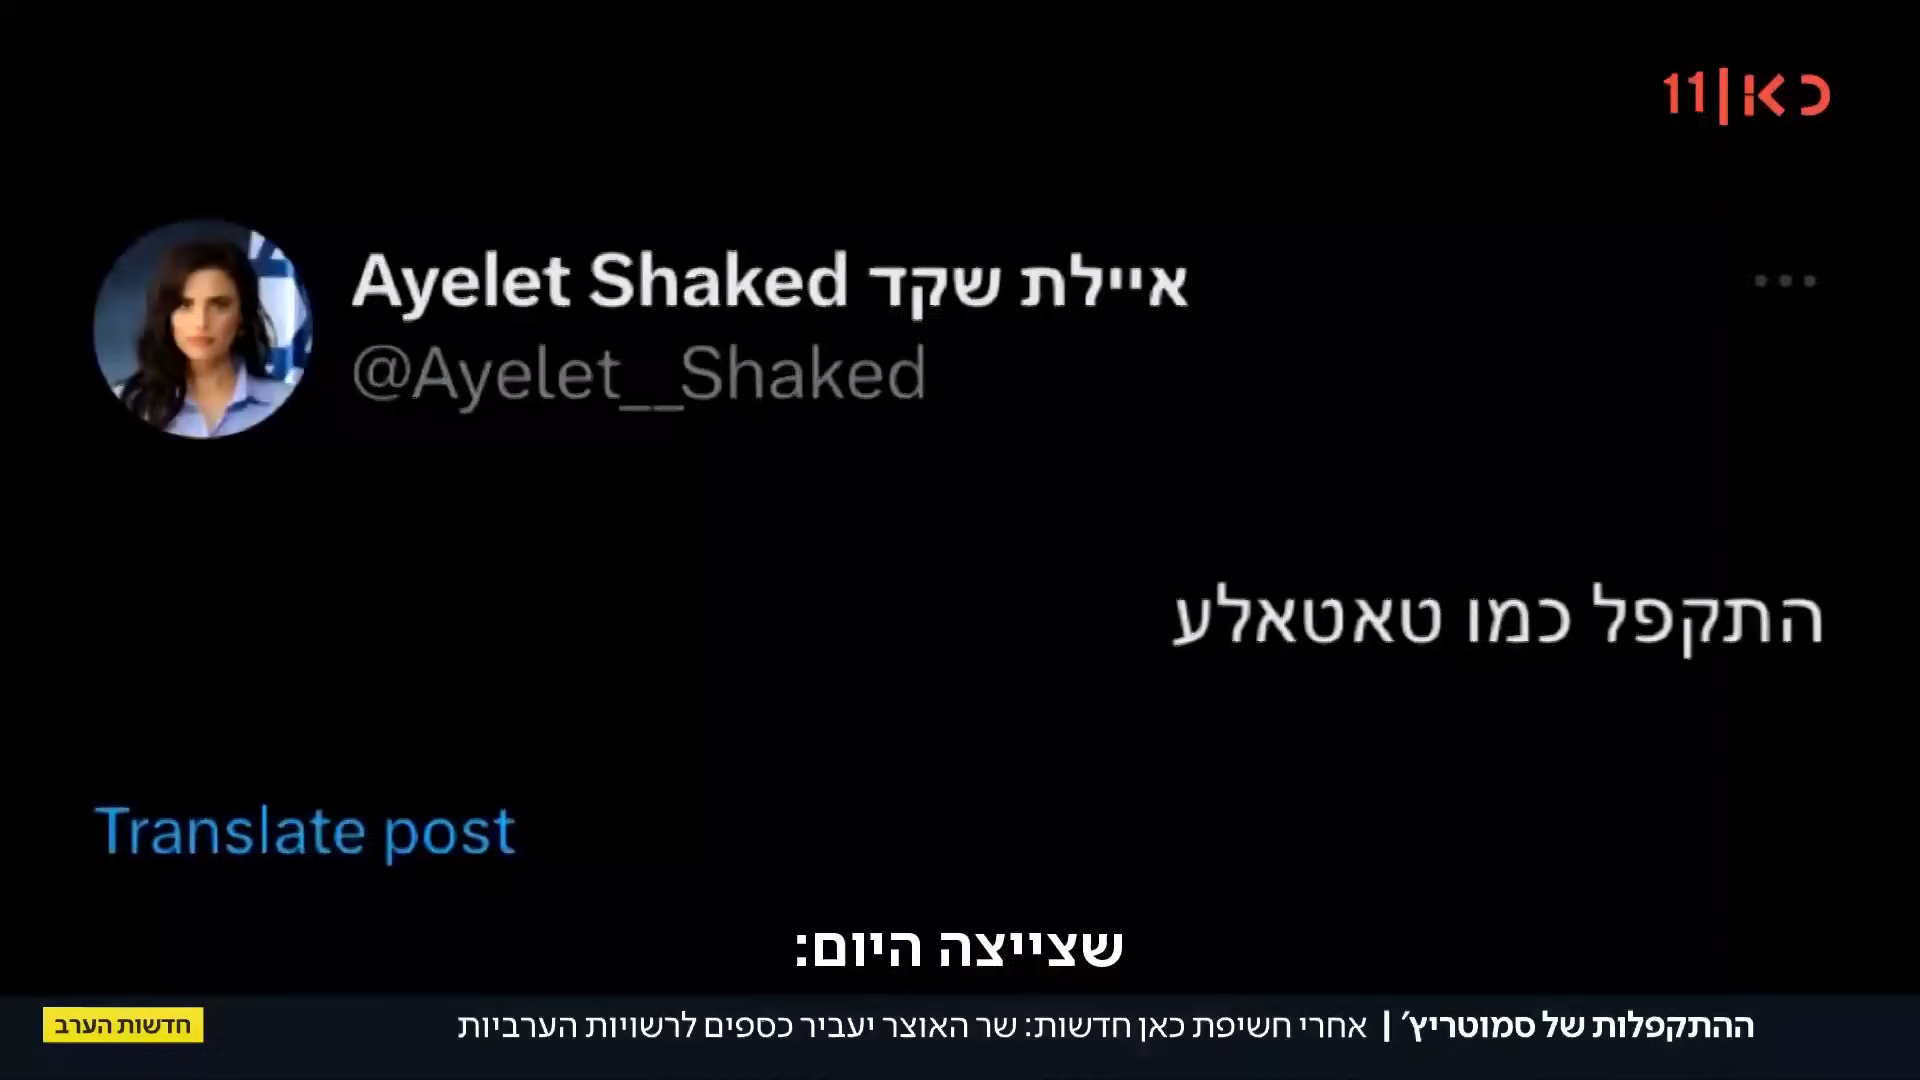 כאן|11
Ayelet Shaked איילת שקד
@Ayelet__Shaked
התקפל כמו טאטאלע
Translate post
שצייצה היום:
ההתקפלות של סמוטריץ' | אחרי חשיפת כאן חדשות: שר האוצר יעביר כספים לרשויות הערביות
חדשות הערב